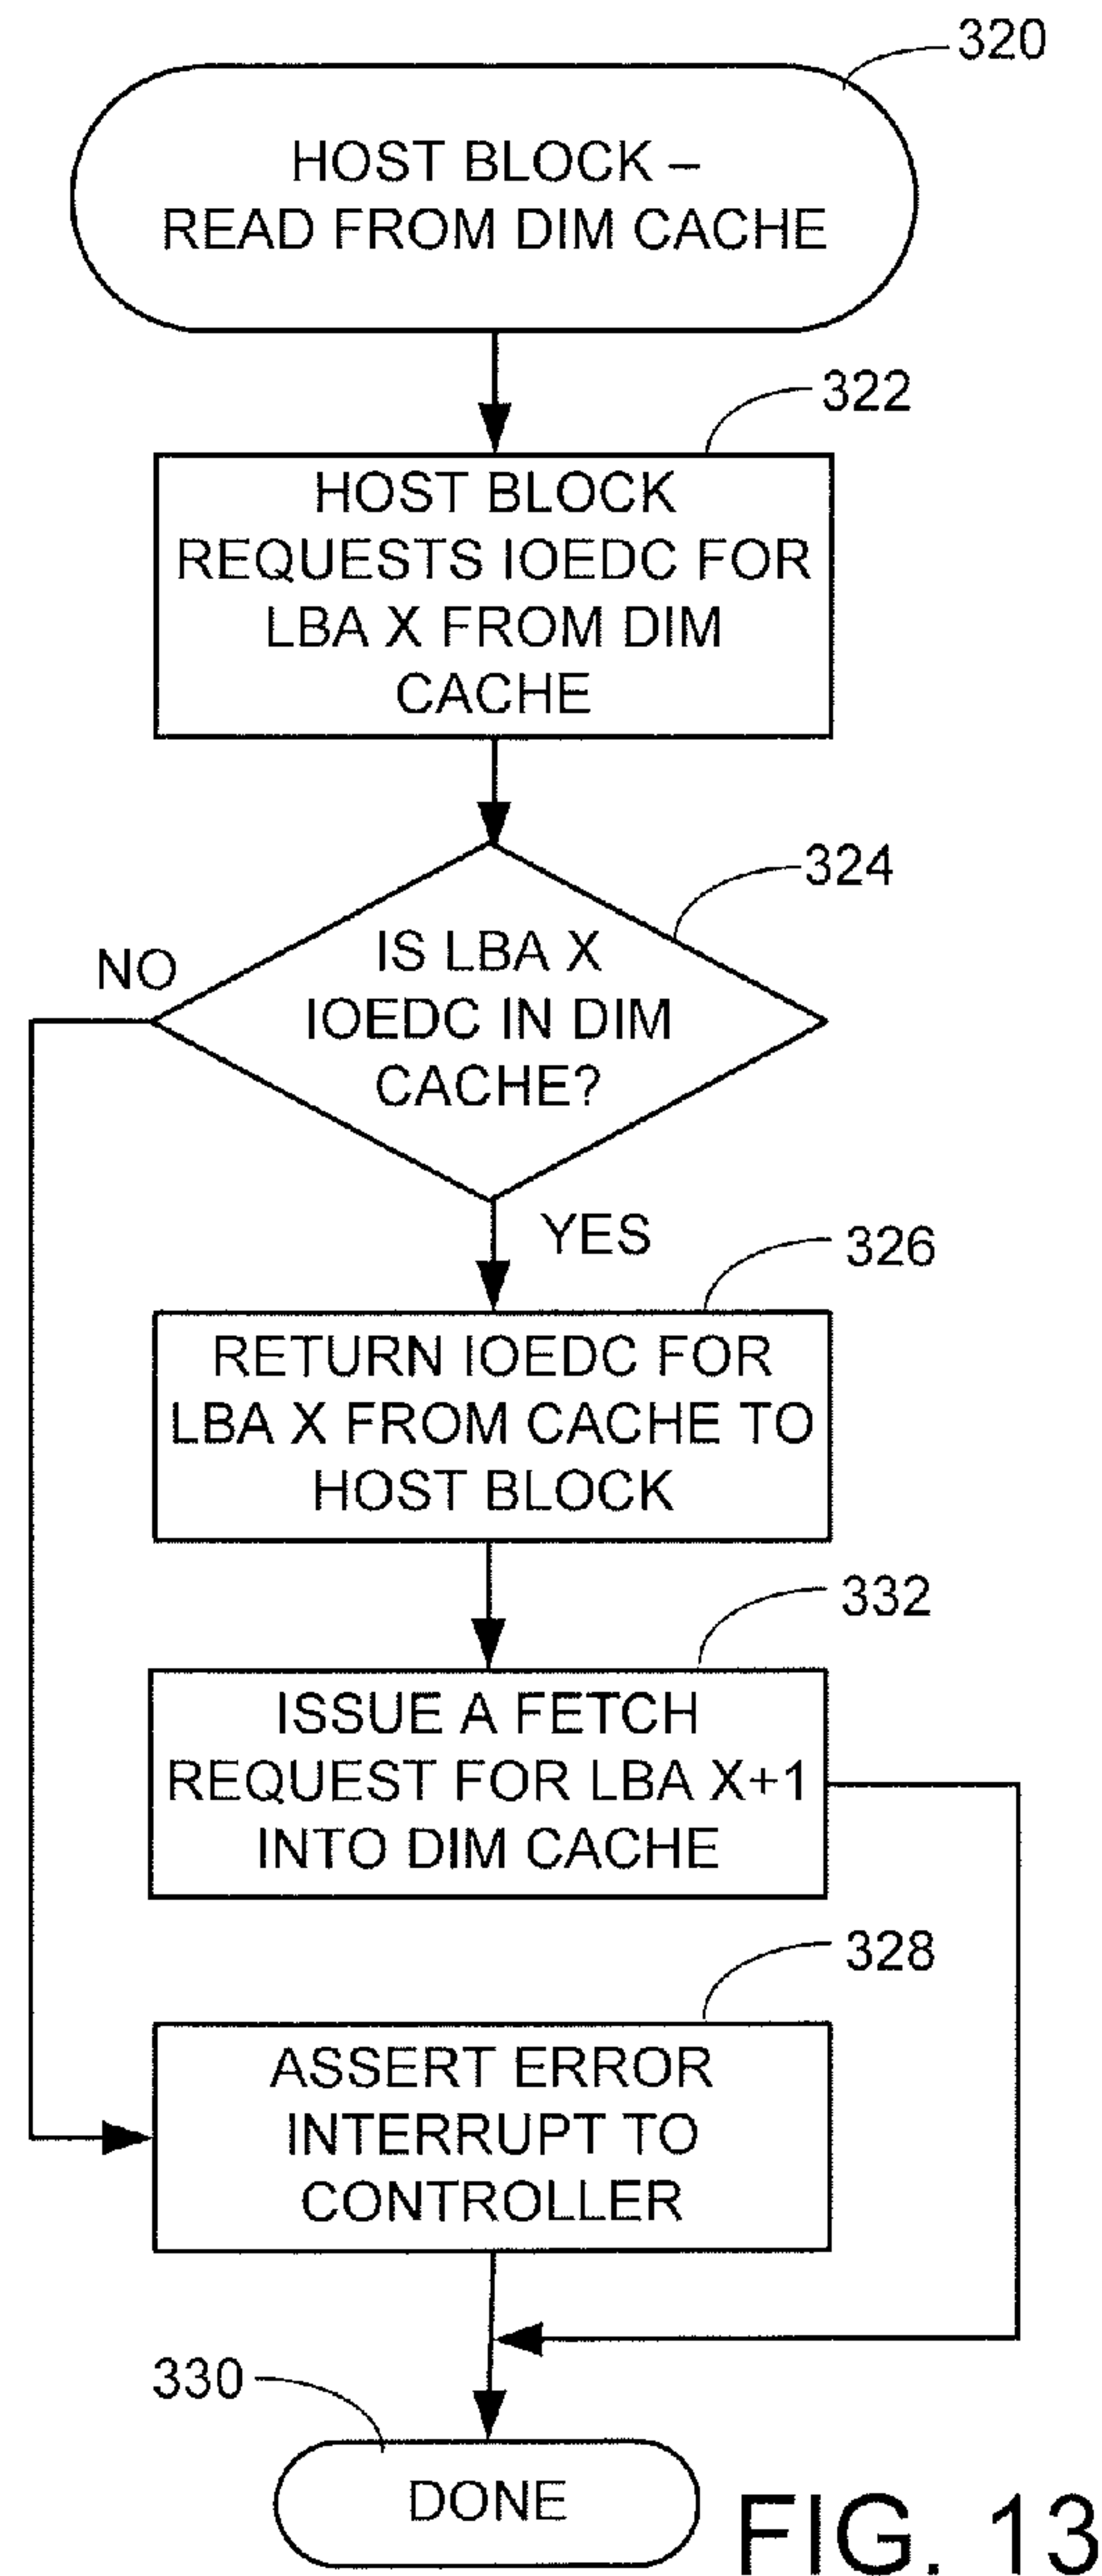 320
HOST BLOCK –
READ FROM DIM CACHE
322
HOST BLOCK
REQUESTS IOEDC FOR
LBA X FROM DIM
CACHE
324
NO
IS LBA X
IOEDC IN DIM
CACHE?
YES
326
RETURN IOEDC FOR
LBA X FROM CACHE TO
HOST BLOCK
332
ISSUE A FETCH
REQUEST FOR LBA X+1
INTO DIM CACHE
328
ASSERT ERROR
INTERRUPT TO
CONTROLLER
330
DONE
FIG. 13